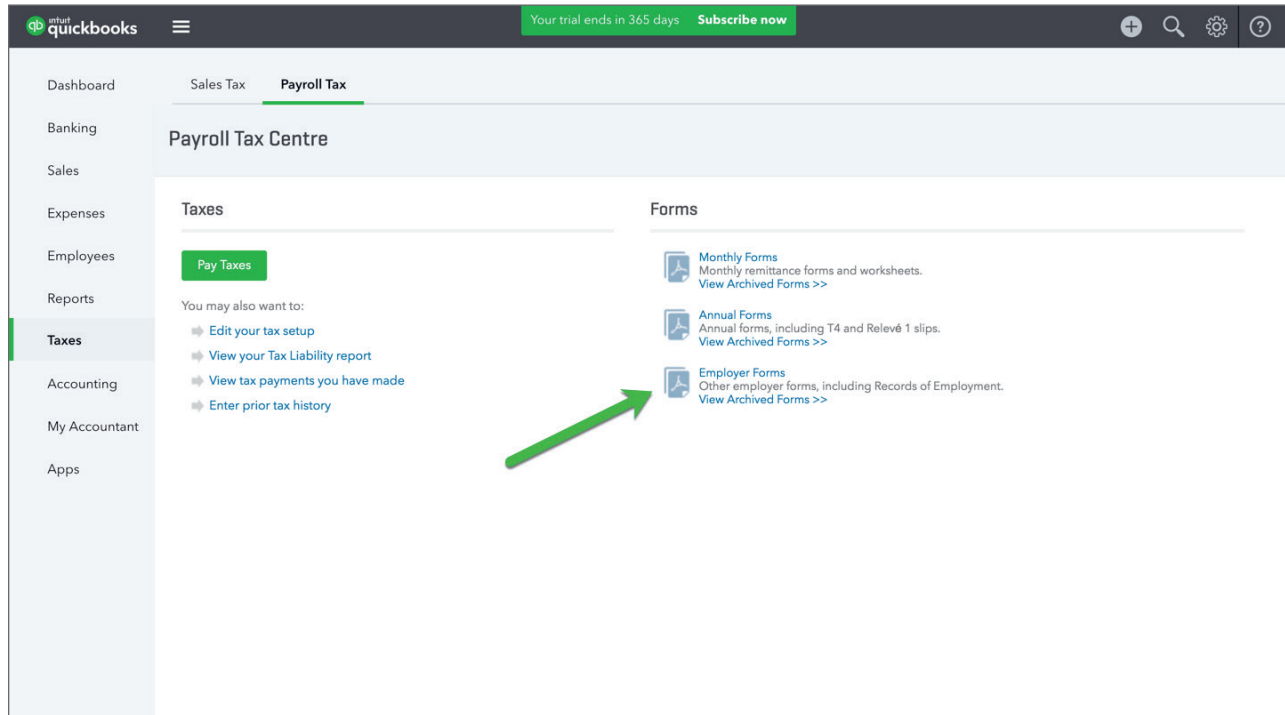 intuit
quickbooks
Your trial ends in 365 days Subscribe now
Dashboard
Banking
Sales
Expenses
Employees
Reports
Taxes
Accounting
My Accountant
Apps
Sales Tax Payroll Tax
Payroll Tax Centre
Taxes
Pay Taxes
You may also want to:
Edit your tax setup
View your Tax Liability report
View tax payments you have made
Enter prior tax history
Forms
Monthly Forms
Monthly remittance forms and worksheets.
View Archived Forms >>
Annual Forms
Annual forms, including T4 and Relevé 1 slips.
View Archived Forms >>
Employer Forms
Other employer forms, including Records of Employment.
View Archived Forms >>